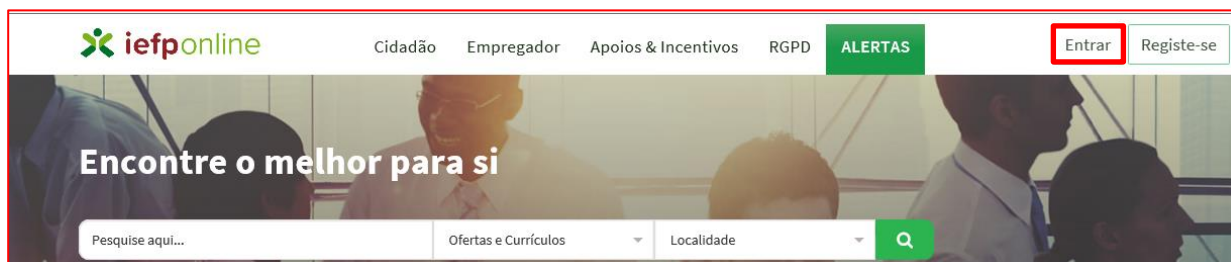 iefponline Cidadão Empregador Apoios & Incentivos RGPD ALERTAS Entrar Registe-se
Encontre o melhor para si
Pesquise aqui... Ofertas e Currículos Localidade